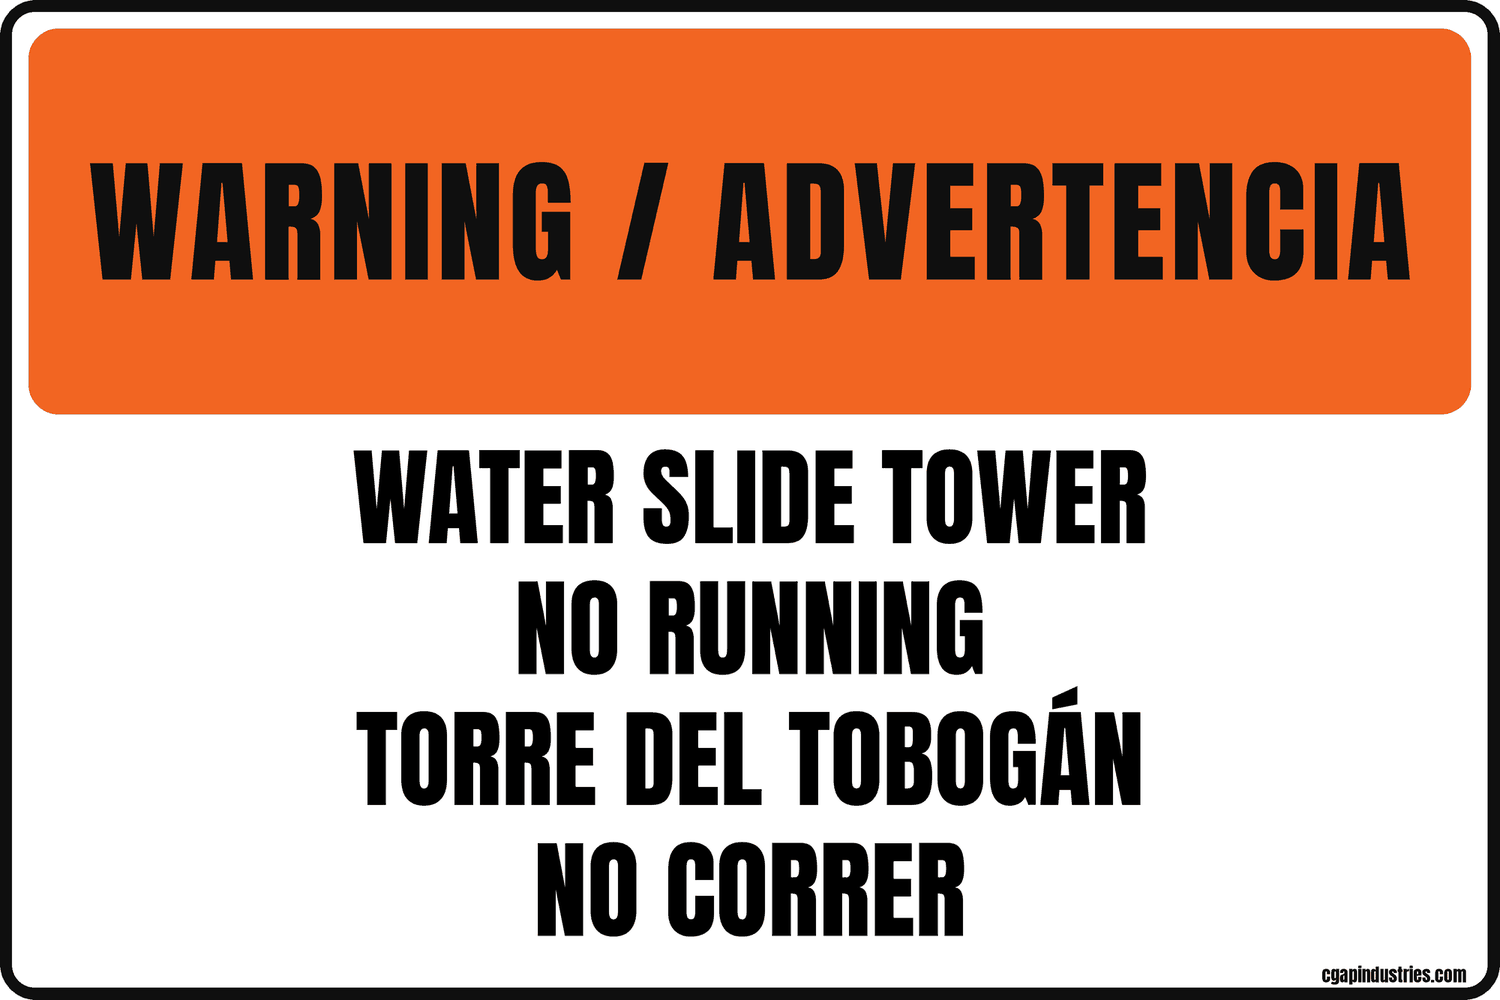 WARNING / ADVERTENCIA
WATER SLIDE TOWER
NO RUNNING
TORRE DEL TOBOGÁN
NO CORRER
cgapindustries.com